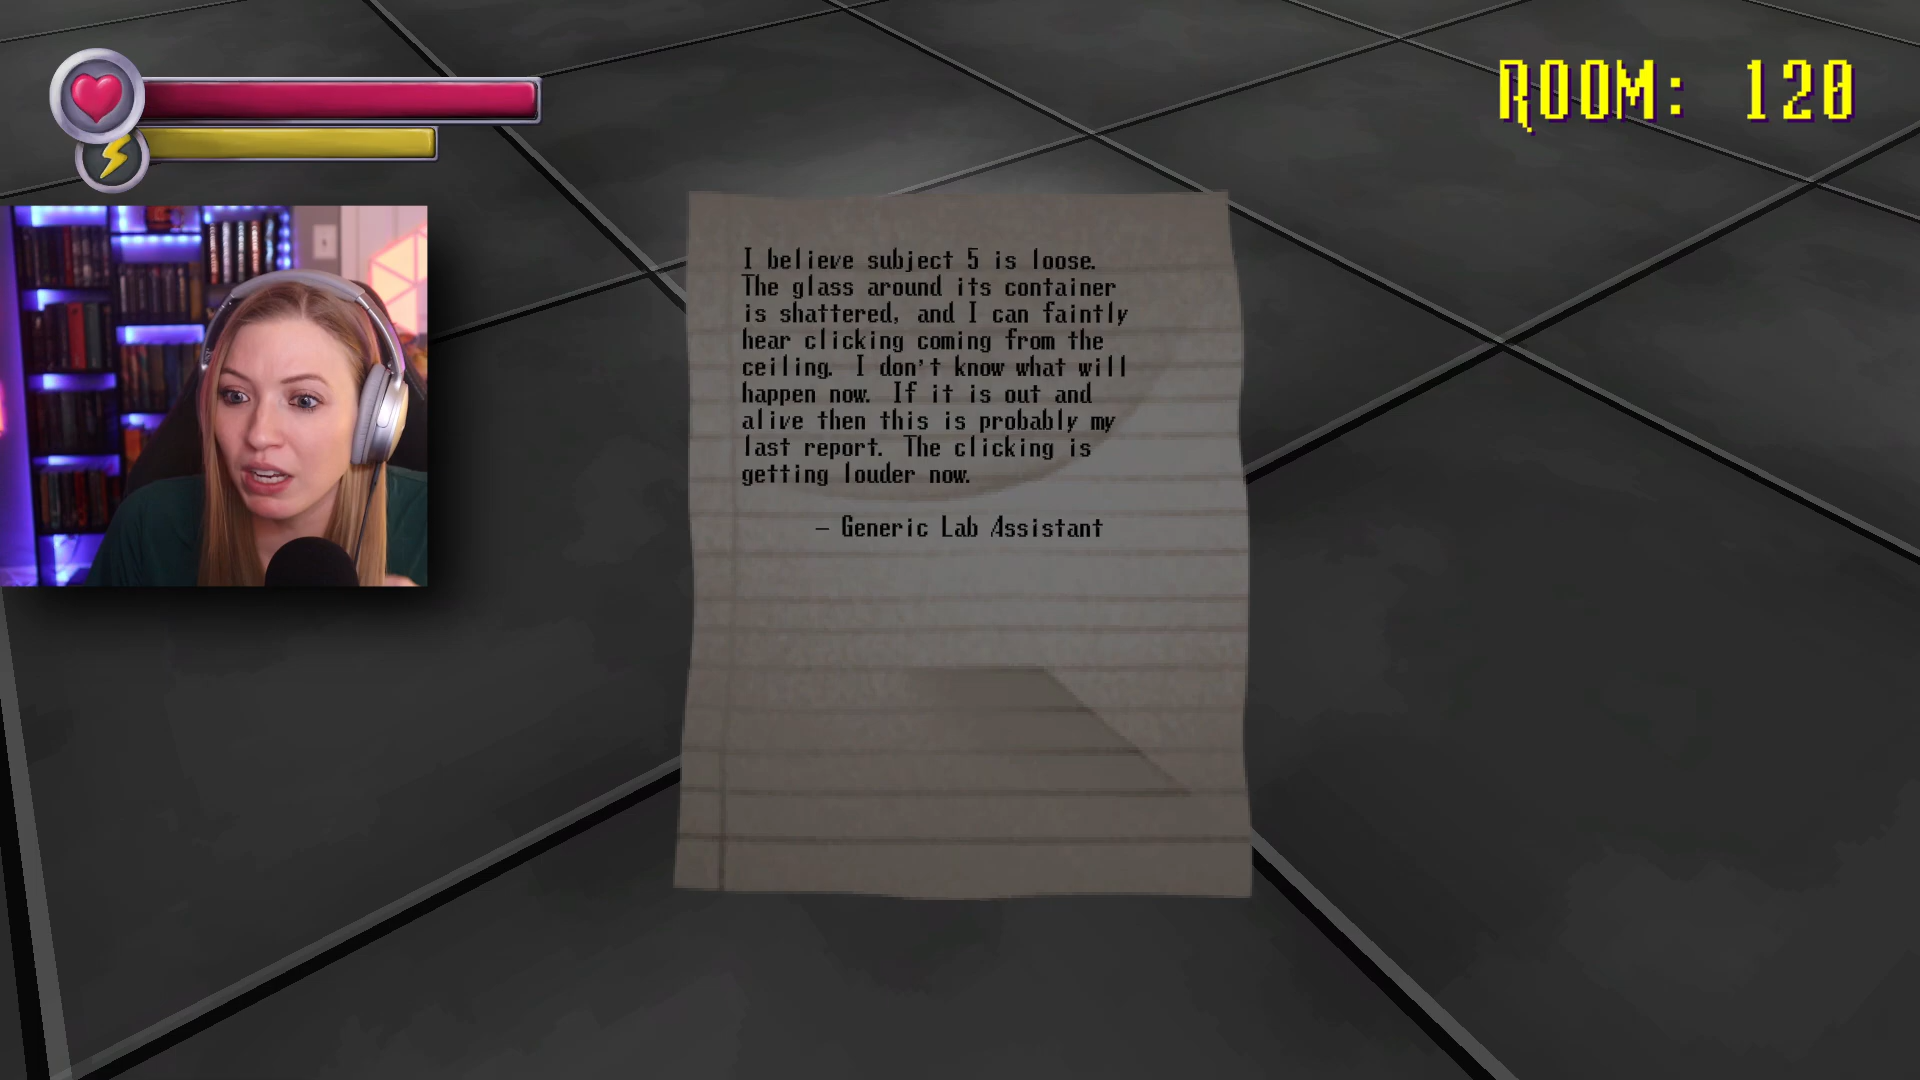 ROOM: 120
I believe subject 5 is loose.
The glass around its container
is shattered, and I can faintly
hear clicking coming from the
ceiling. I don't know what will
happen now. If it is out and
alive then this is probably my
last report. The clicking is
getting louder now.
- Generic Lab Assistant